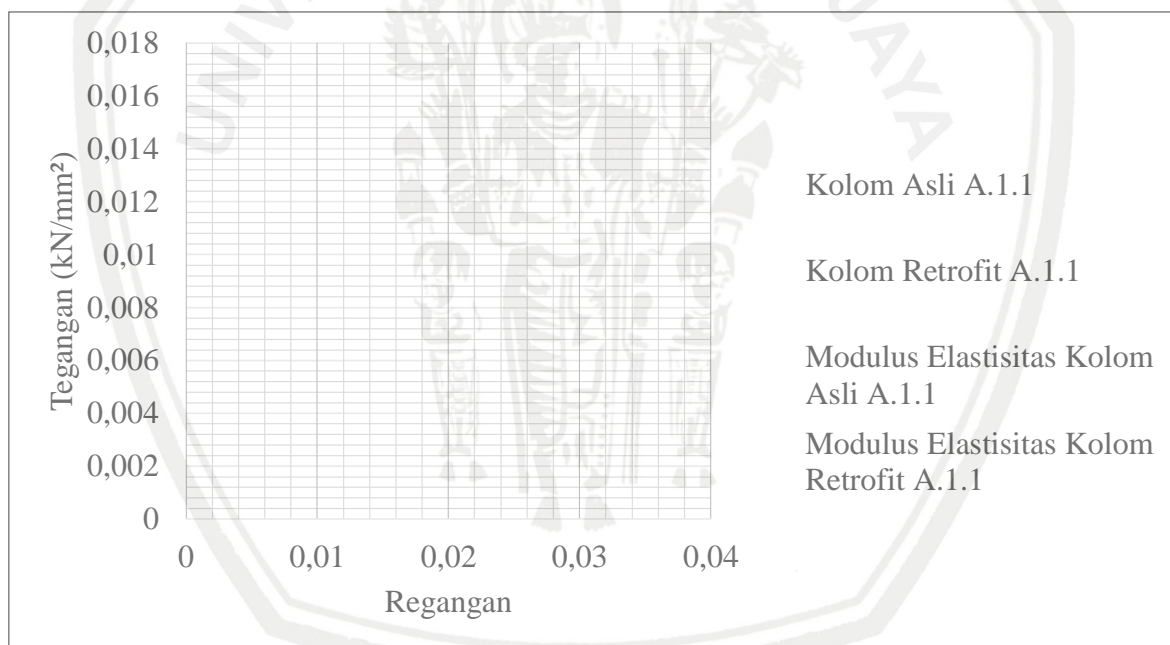 UNIV
JAYA
0,018
0,016
0,014
0,012
0,01
0,008
0,006
0,004
0,002
0
Tegangan (kN/mm²)
0
0,01
0,02
0,03
0,04
Regangan
Kolom Asli A.1.1
Kolom Retrofit A.1.1
Modulus Elastisitas Kolom
Asli A.1.1
Modulus Elastisitas Kolom
Retrofit A.1.1